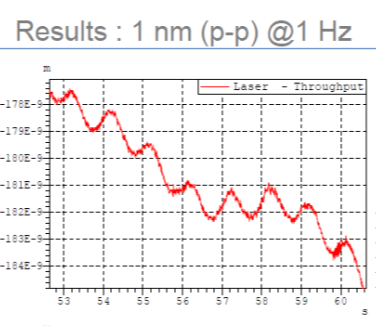 Results : 1 nm (p-p) @1 Hz
m
Laser - Throughput
-178E-9
-179E-9
-180E-9
-181E-9
-182E-9
-183E-9
-184E-9
53 54 55 56 57 58 59 60
s